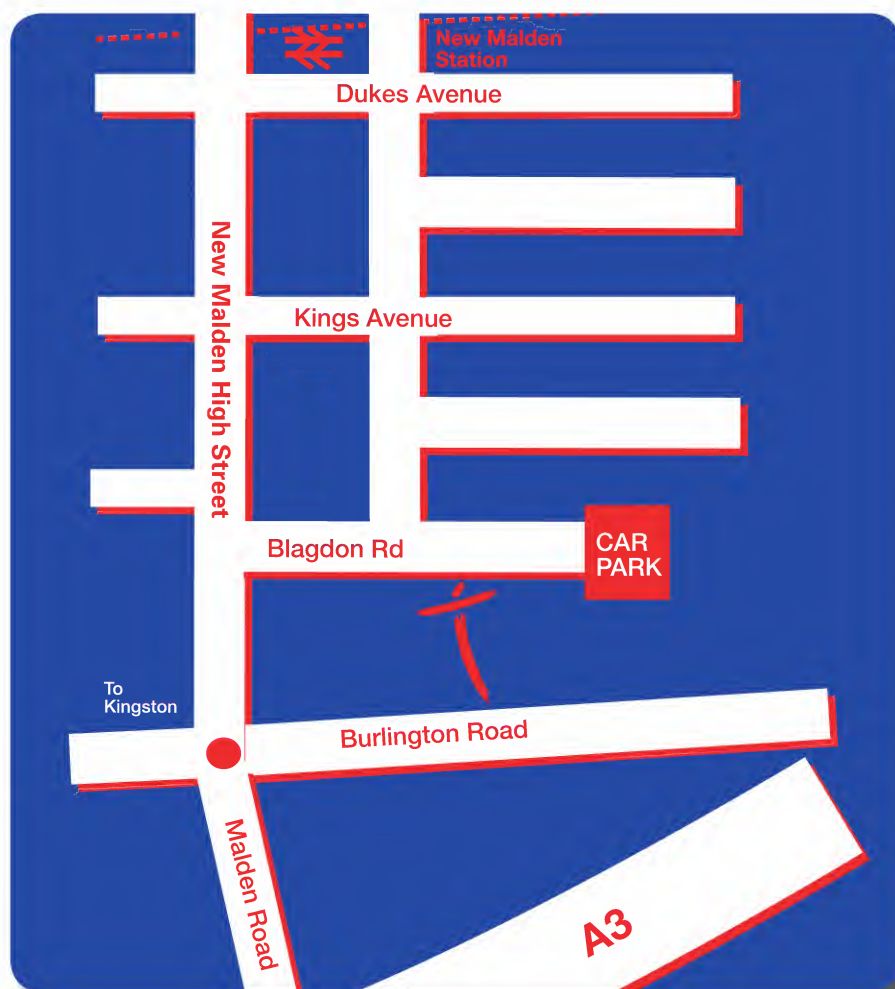 New Malden
Station
Dukes Avenue
New Malden High Street
Kings Avenue
Blagdon Rd
CAR
PARK
To
Kingston
Burlington Road
Malden Road
A3